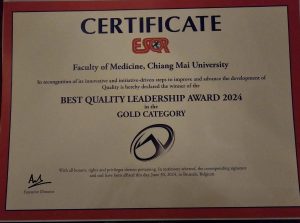 CERTIFICATE
ESQR
Faculty of Medicine, Chiang Mai University
In recognition of its innovative and initiative-driven steps to improve and advance the development of
Quality is hereby declared the winner of the
BEST QUALITY LEADERSHIP AWARD 2024
in the
GOLD CATEGORY
With all honors, rights and privileges thereto pertaining. In testimony whereof, the corresponding signature
and seal have been affixed this day, June 30, 2024, in Brussels, Belgium
Executive Director